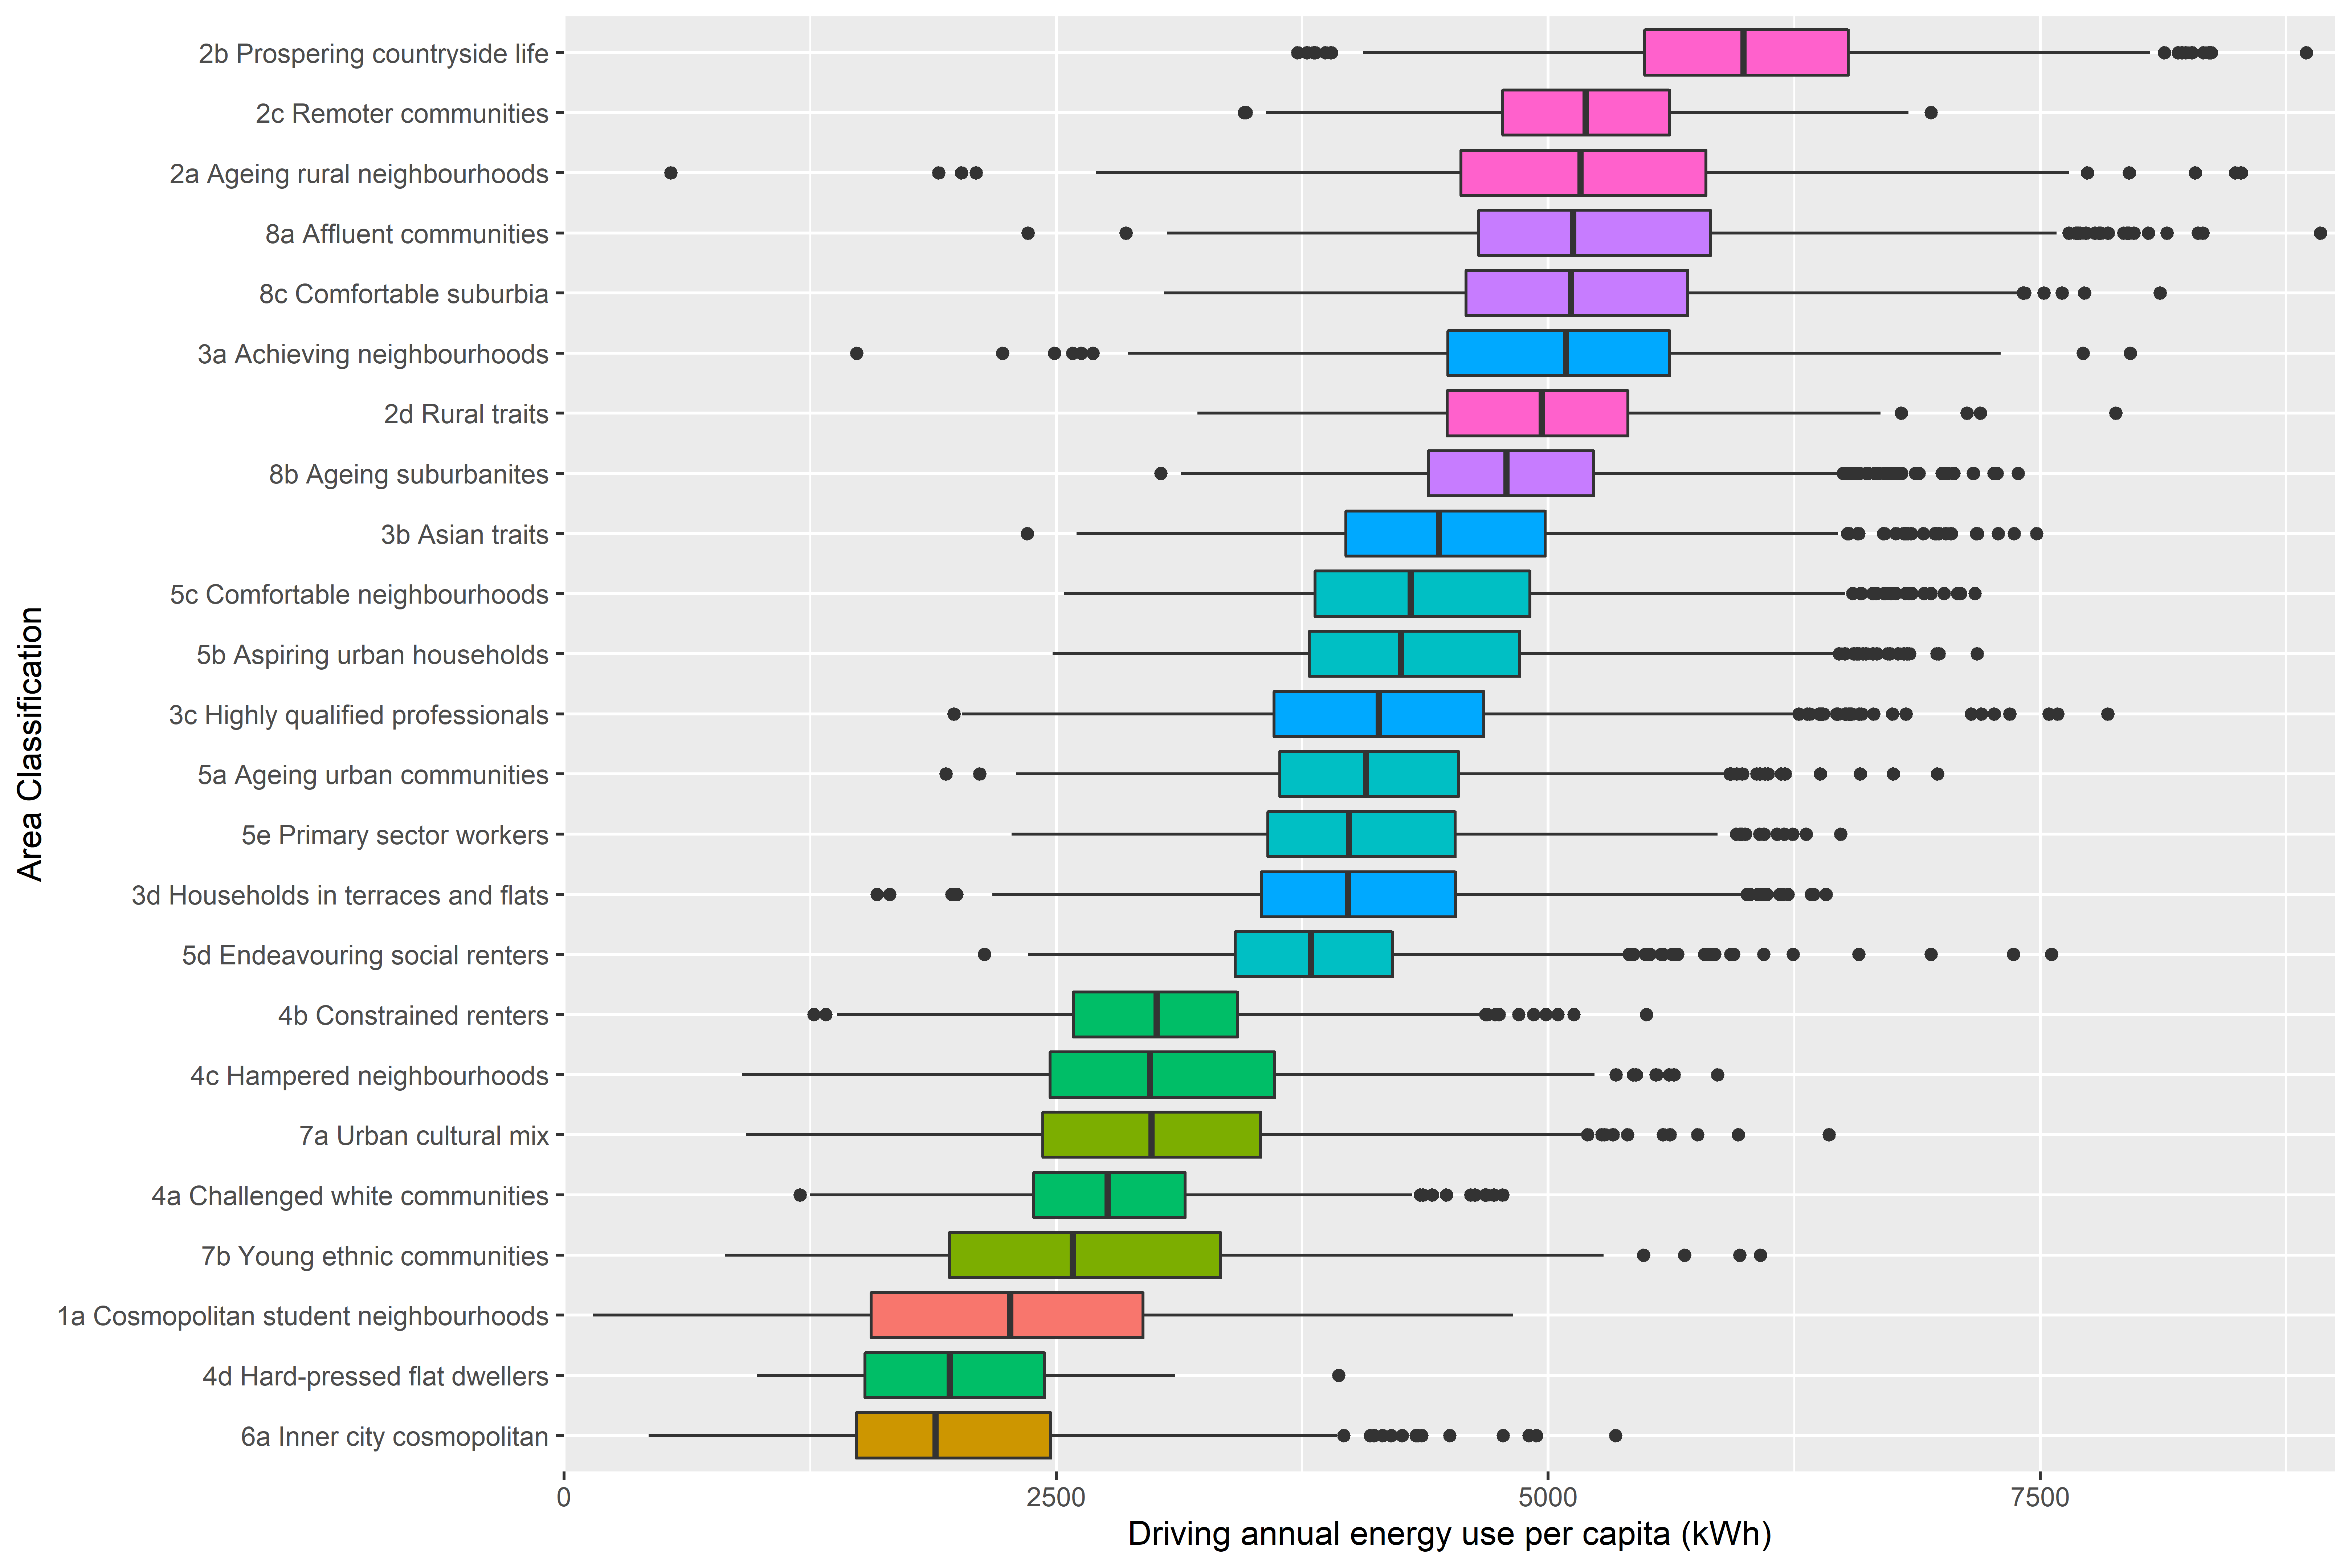 2b Prospering countryside life
2c Remoter communities
2a Ageing rural neighbourhoods
8a Affluent communities
8c Comfortable suburbia
3a Achieving neighbourhoods
2d Rural traits
8b Ageing suburbanites
3b Asian traits
5c Comfortable neighbourhoods
5b Aspiring urban households
3c Highly qualified professionals
5a Ageing urban communities
5e Primary sector workers
3d Households in terraces and flats
5d Endeavouring social renters
4b Constrained renters
4c Hampered neighbourhoods
7a Urban cultural mix
4a Challenged white communities
7b Young ethnic communities
1a Cosmopolitan student neighbourhoods
4d Hard-pressed flat dwellers
6a Inner city cosmopolitan
Area Classification
0 2500 5000 7500
Driving annual energy use per capita (kWh)